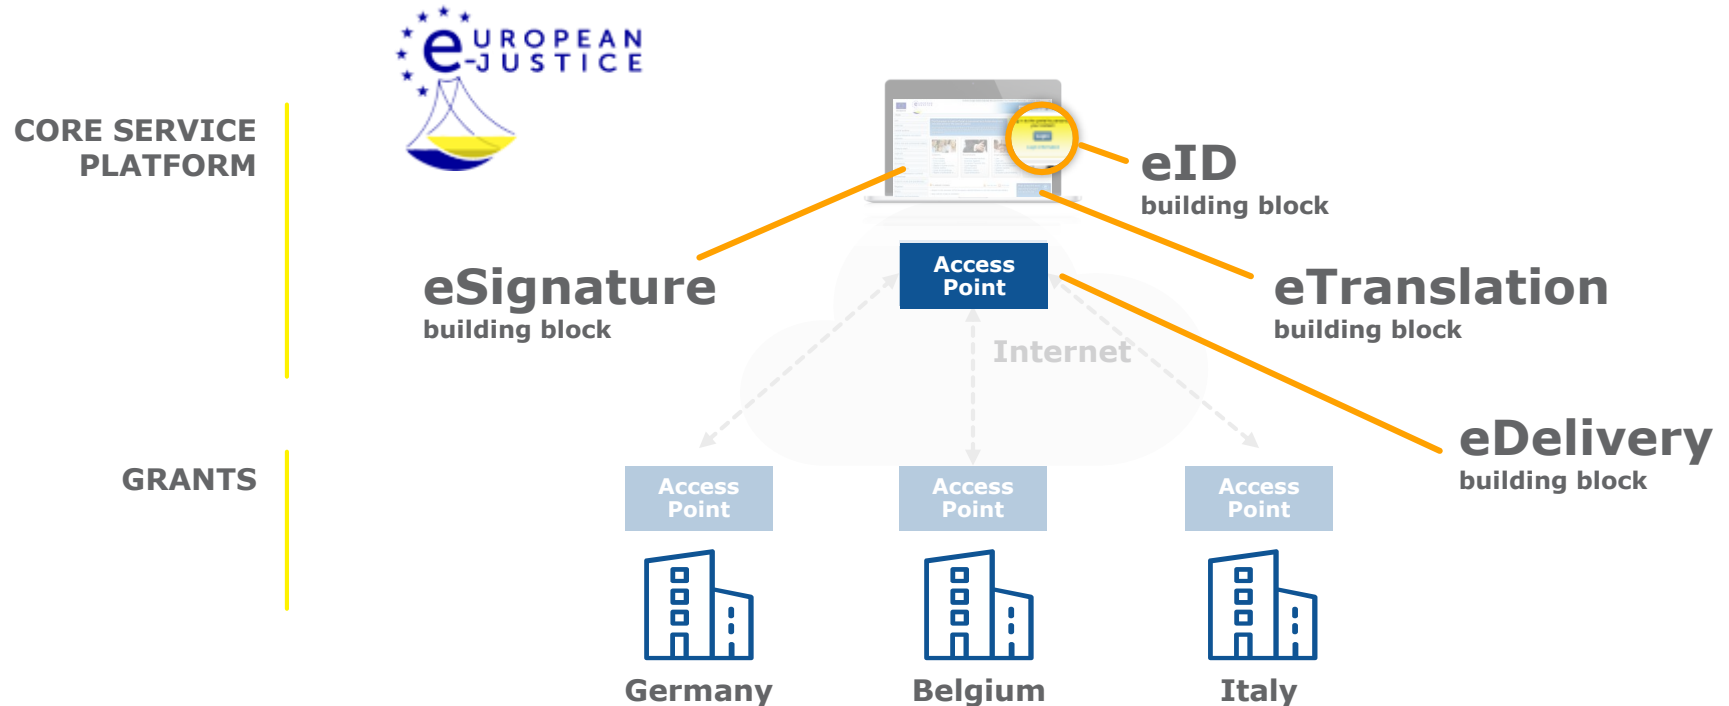 EUROPEAN
e-JUSTICE
CORE SERVICE
PLATFORM
eID
building block
eSignature
building block
Access
Point
eTranslation
building block
Internet
eDelivery
building block
GRANTS
Access
Point
Access
Point
Access
Point
Germany
Belgium
Italy